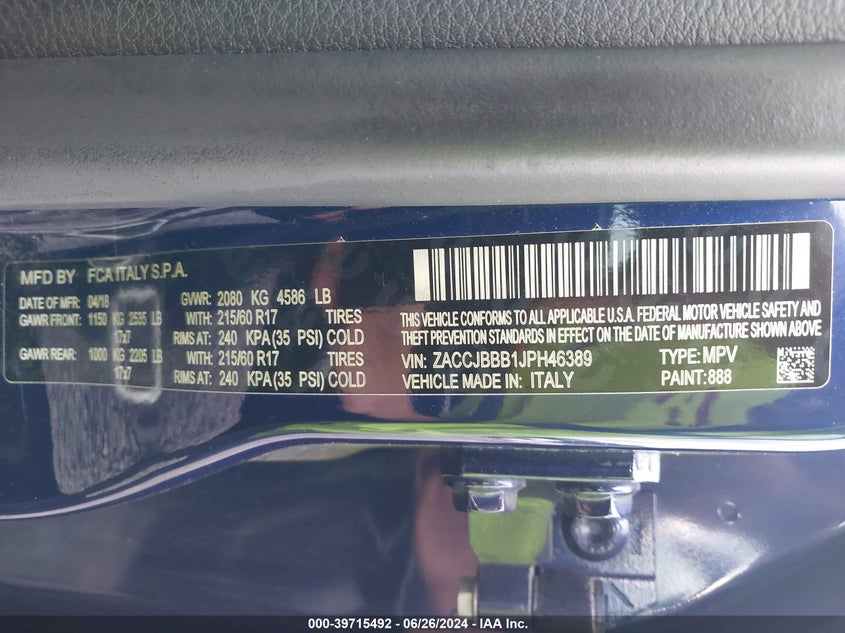 MFD BY FCA ITALY S.P.A.
DATE OF MFR: 04/18 GVWR: 2080 KG 4586 LB
GAWR FRONT: 1150 KG 2535 LB WITH: 215/60 R17 TIRES
17x7 RIMS AT: 240 KPA (35 PSI) COLD
GAWR REAR: 1000 KG 2205 LB WITH: 215/60 R17 TIRES
17x7 RIMS AT: 240 KPA (35 PSI) COLD
THIS VEHICLE CONFORMS TO ALL APPLICABLE U.S.A. FEDERAL MOTOR VEHICLE SAFETY AND
THEFT PREVENTION STANDARDS IN EFFECT ON THE DATE OF MANUFACTURE SHOWN ABOVE
VIN: ZACCJBBB1JPH46389 TYPE: MPV
VEHICLE MADE IN: ITALY PAINT: 888
000-39715492 - 06/26/2024 - IAA Inc.